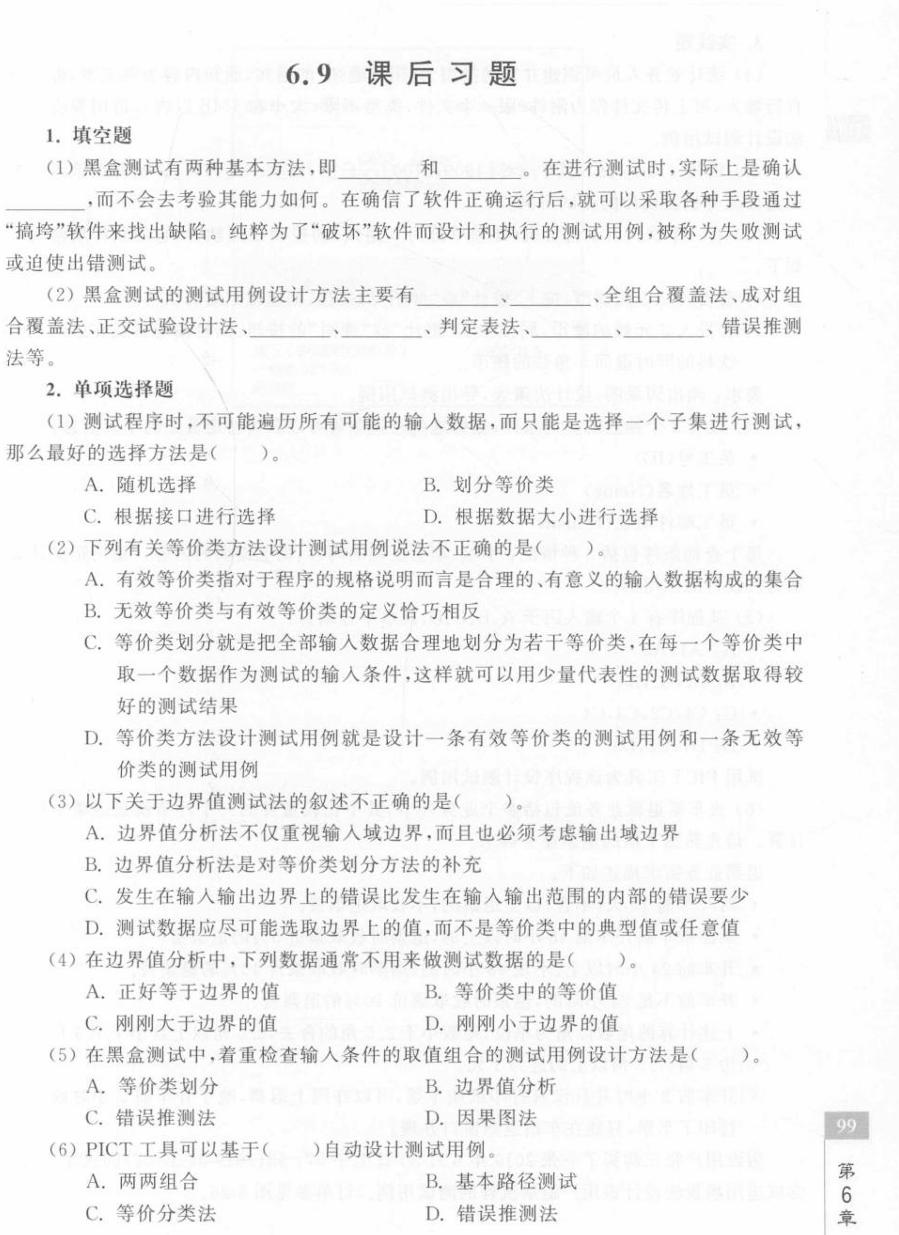 6.9 课后习题
1. 填空题
(1) 黑盒测试有两种基本方法,即________和________。在进行测试时,实际上是确认
________,而不会去考验其能力如何。在确信了软件正确运行后,就可以采取各种手段通过
“搞垮”软件来找出缺陷。纯粹为了“破坏”软件而设计和执行的测试用例,被称为失败测试
或迫使出错测试。
(2) 黑盒测试的测试用例设计方法主要有________、________、全组合覆盖法、成对组
合覆盖法、正交试验设计法、________、________、判定表法、________、________、错误推测
法等。
2. 单项选择题
(1) 测试程序时,不可能遍历所有可能的输入数据,而只能是选择一个子集进行测试,
那么最好的选择方法是( )。
A. 随机选择 B. 划分等价类
C. 根据接口进行选择 D. 根据数据大小进行选择
(2) 下列有关等价类方法设计测试用例说法不正确的是( )。
A. 有效等价类指对于程序的规格说明而言是合理的、有意义的输入数据构成的集合
B. 无效等价类与有效等价类的定义恰巧相反
C. 等价类划分就是把全部输入数据合理地划分为若干等价类,在每一个等价类中
取一个数据作为测试的输入条件,这样就可以用少量代表性的测试数据取得较
好的测试结果
D. 等价类方法设计测试用例就是设计一条有效等价类的测试用例和一条无效等
价类的测试用例
(3) 以下关于边界值测试法的叙述不正确的是( )。
A. 边界值分析法不仅重视输入域边界,而且也必须考虑输出域边界
B. 边界值分析法是对等价类划分方法的补充
C. 发生在输入输出边界上的错误比发生在输入输出范围的内部的错误要少
D. 测试数据应尽可能选取边界上的值,而不是等价类中的典型值或任意值
(4) 在边界值分析中,下列数据通常不用来做测试数据的是( )。
A. 正好等于边界的值 B. 等价类中的等价值
C. 刚刚大于边界的值 D. 刚刚小于边界的值
(5) 在黑盒测试中,着重检查输入条件的取值组合的测试用例设计方法是( )。
A. 等价类划分 B. 边界值分析
C. 错误推测法 D. 因果图法
(6) PICT 工具可以基于( )自动设计测试用例。
A. 两两组合 B. 基本路径测试
C. 等价分类法 D. 错误推测法
99
第
6
章